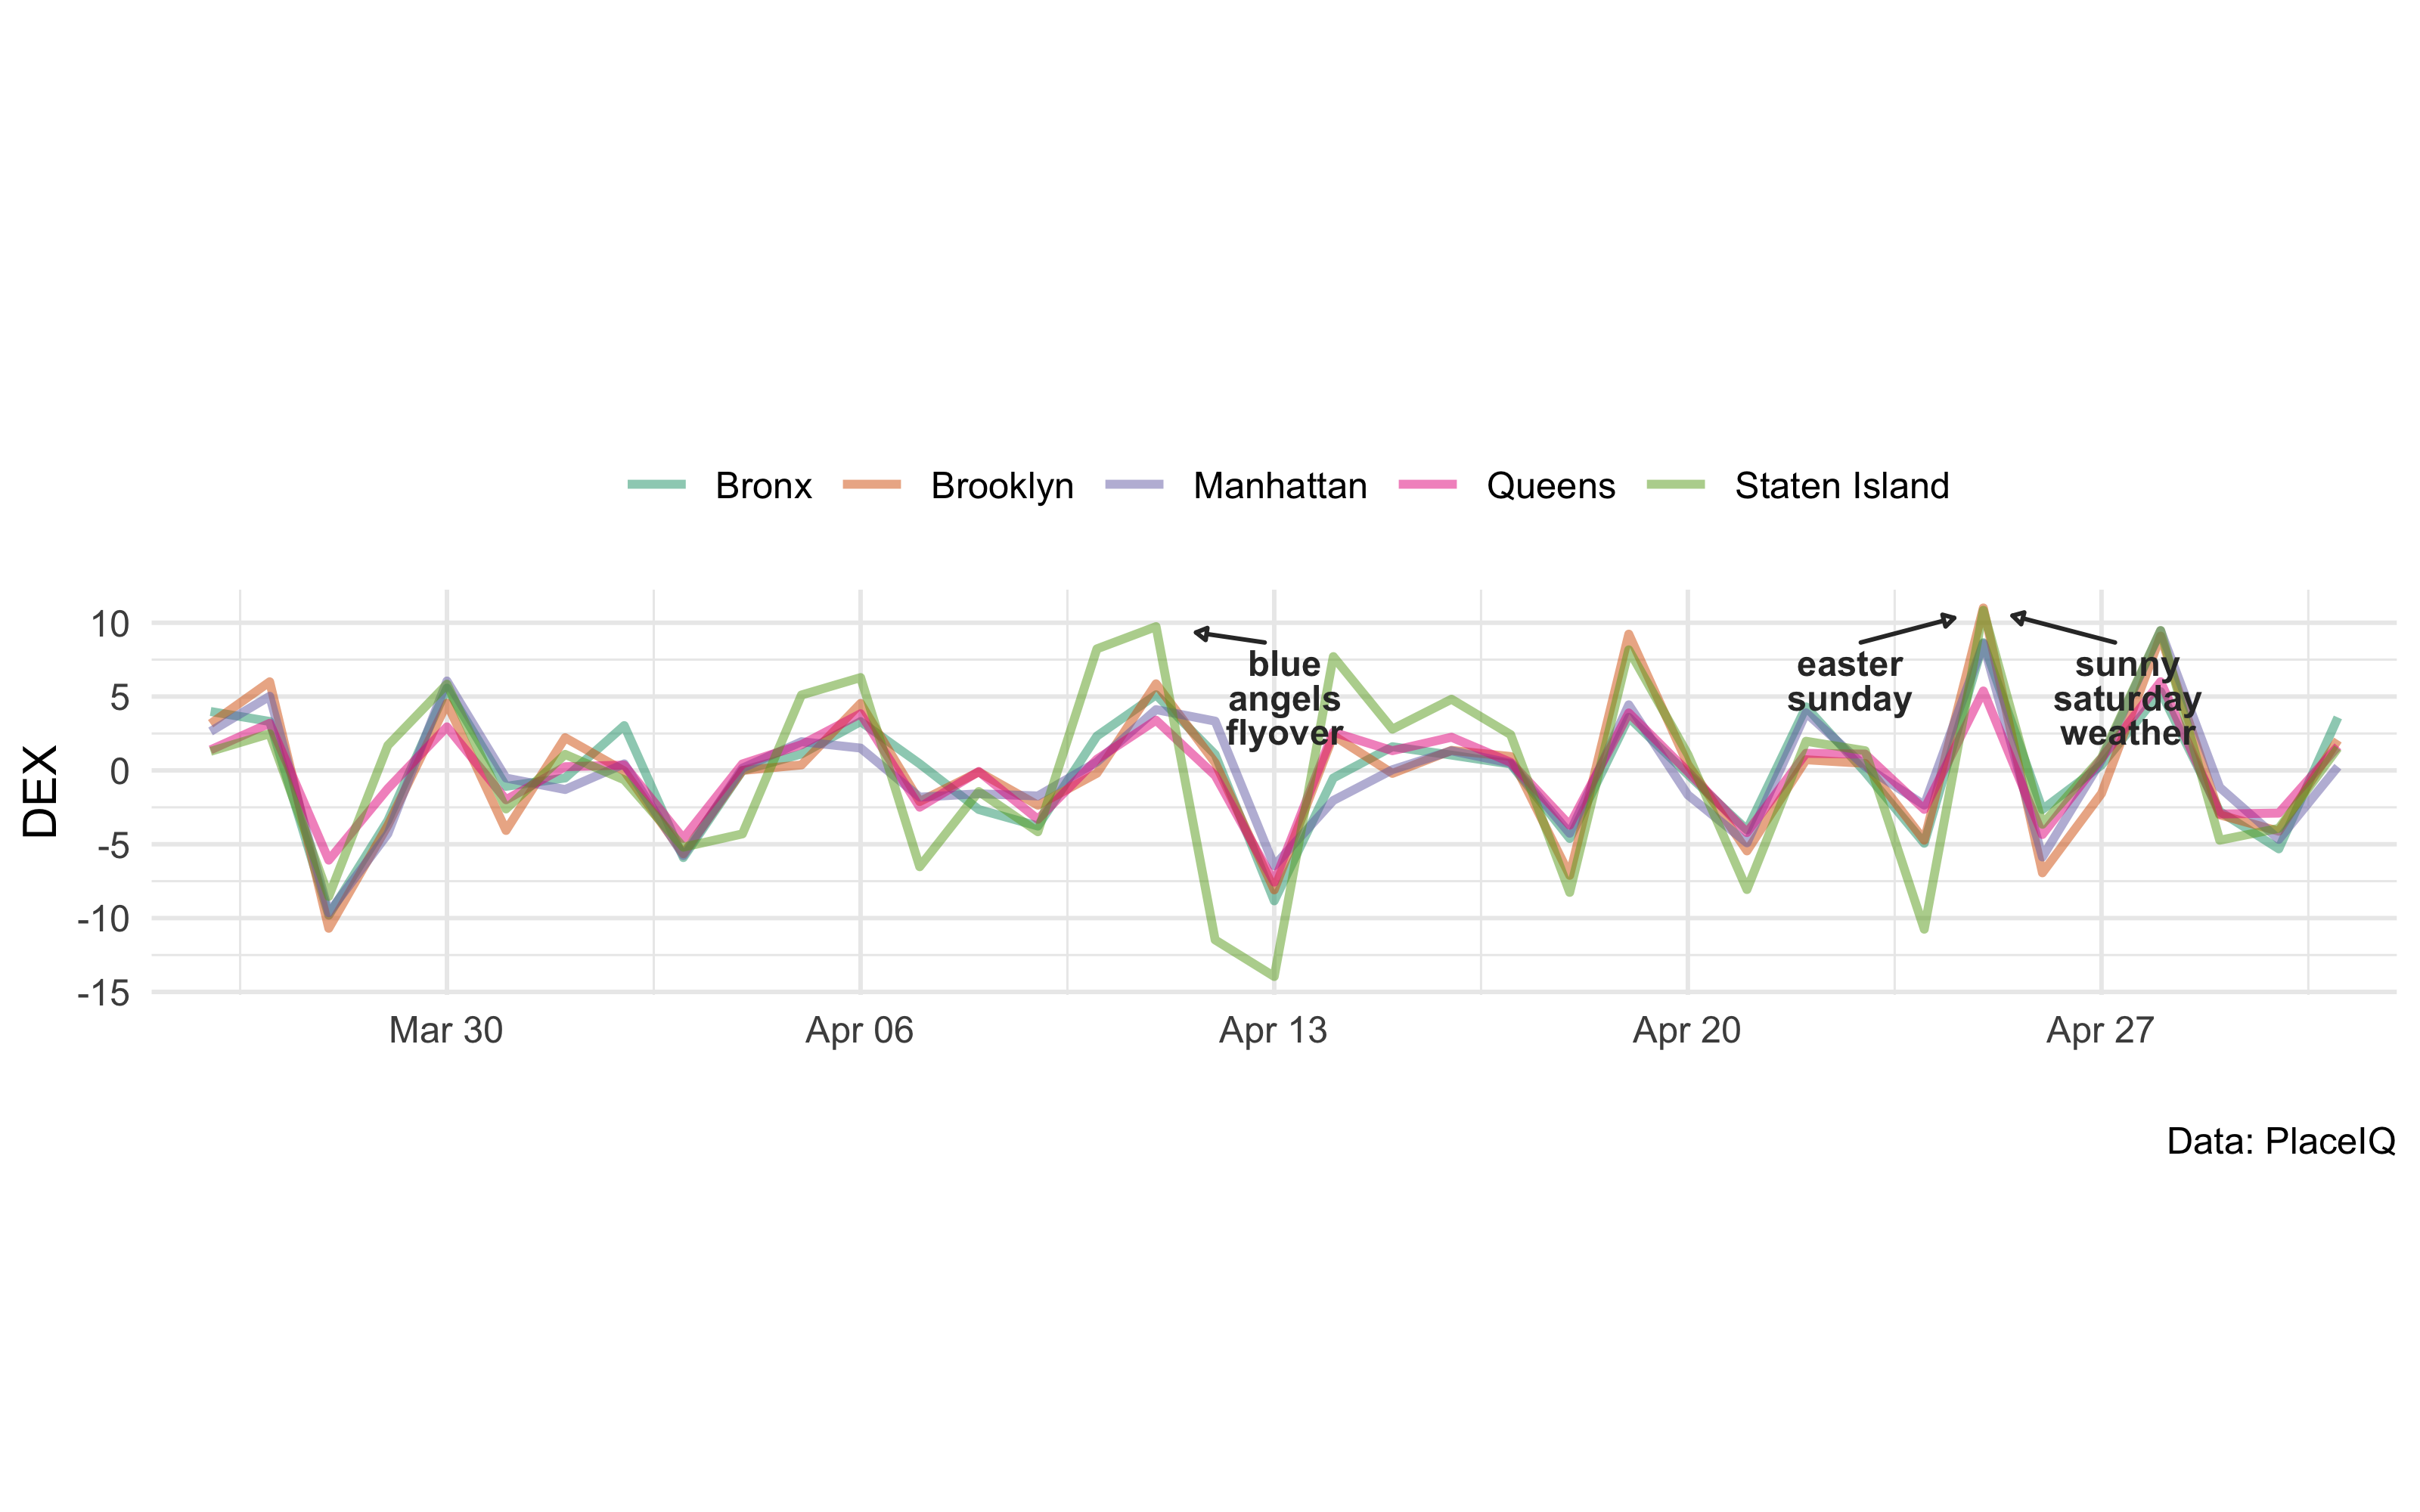 Bronx Brooklyn Manhattan Queens Staten Island
DEX
10
5
0
-5
-10
-15
blue
angels
flyover
easter
sunday
sunny
saturday
weather
Mar 30 Apr 06 Apr 13 Apr 20 Apr 27
Data: PlaceIQ